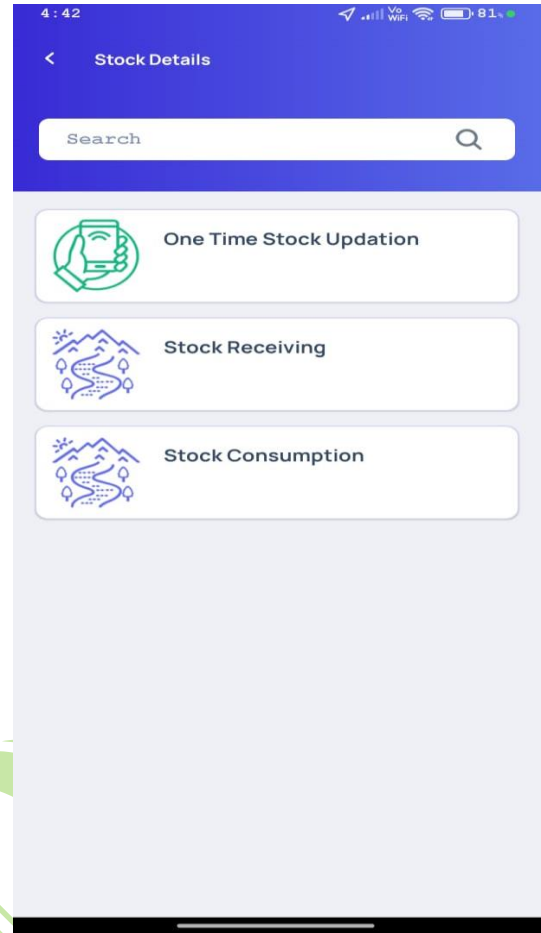 4:42
Vo WiFi 81%
Stock Details
Search
One Time Stock Updation
Stock Receiving
Stock Consumption